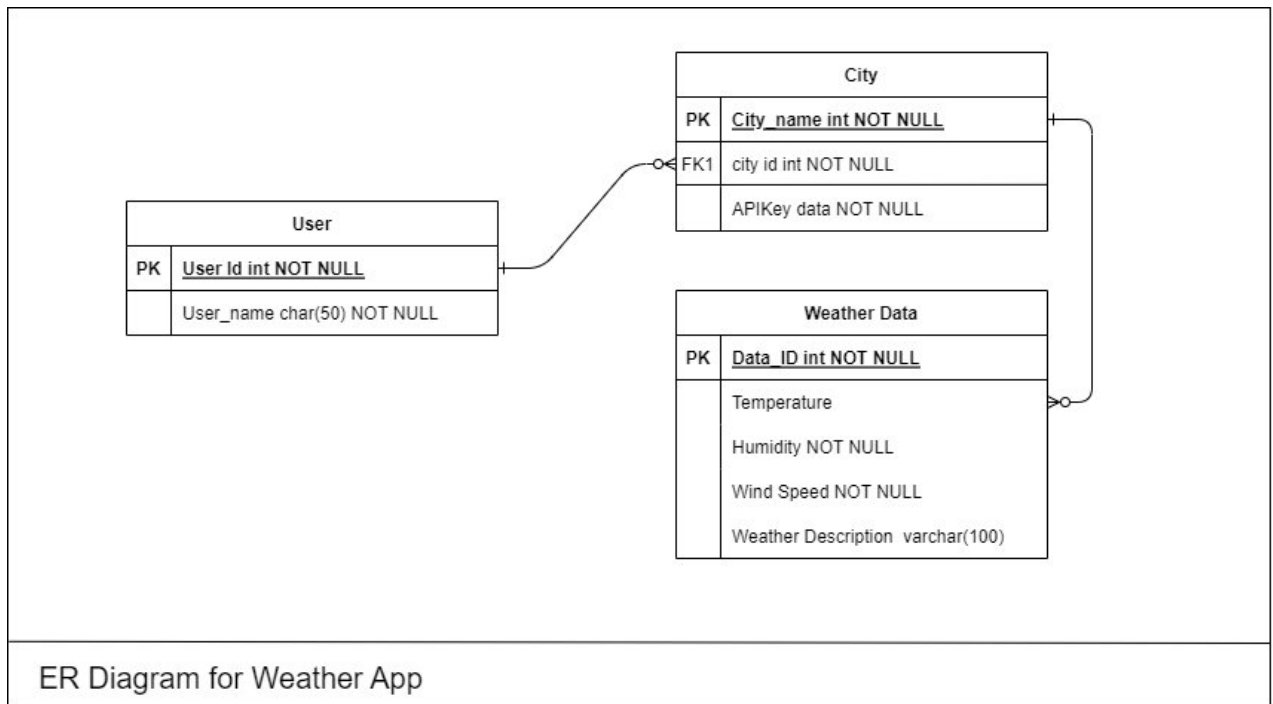 City
PK City_name int NOT NULL
FK1 city id int NOT NULL
APIKey data NOT NULL
User
PK User Id int NOT NULL
User_name char(50) NOT NULL
Weather Data
PK Data_ID int NOT NULL
Temperature
Humidity NOT NULL
Wind Speed NOT NULL
Weather Description varchar(100)
ER Diagram for Weather App